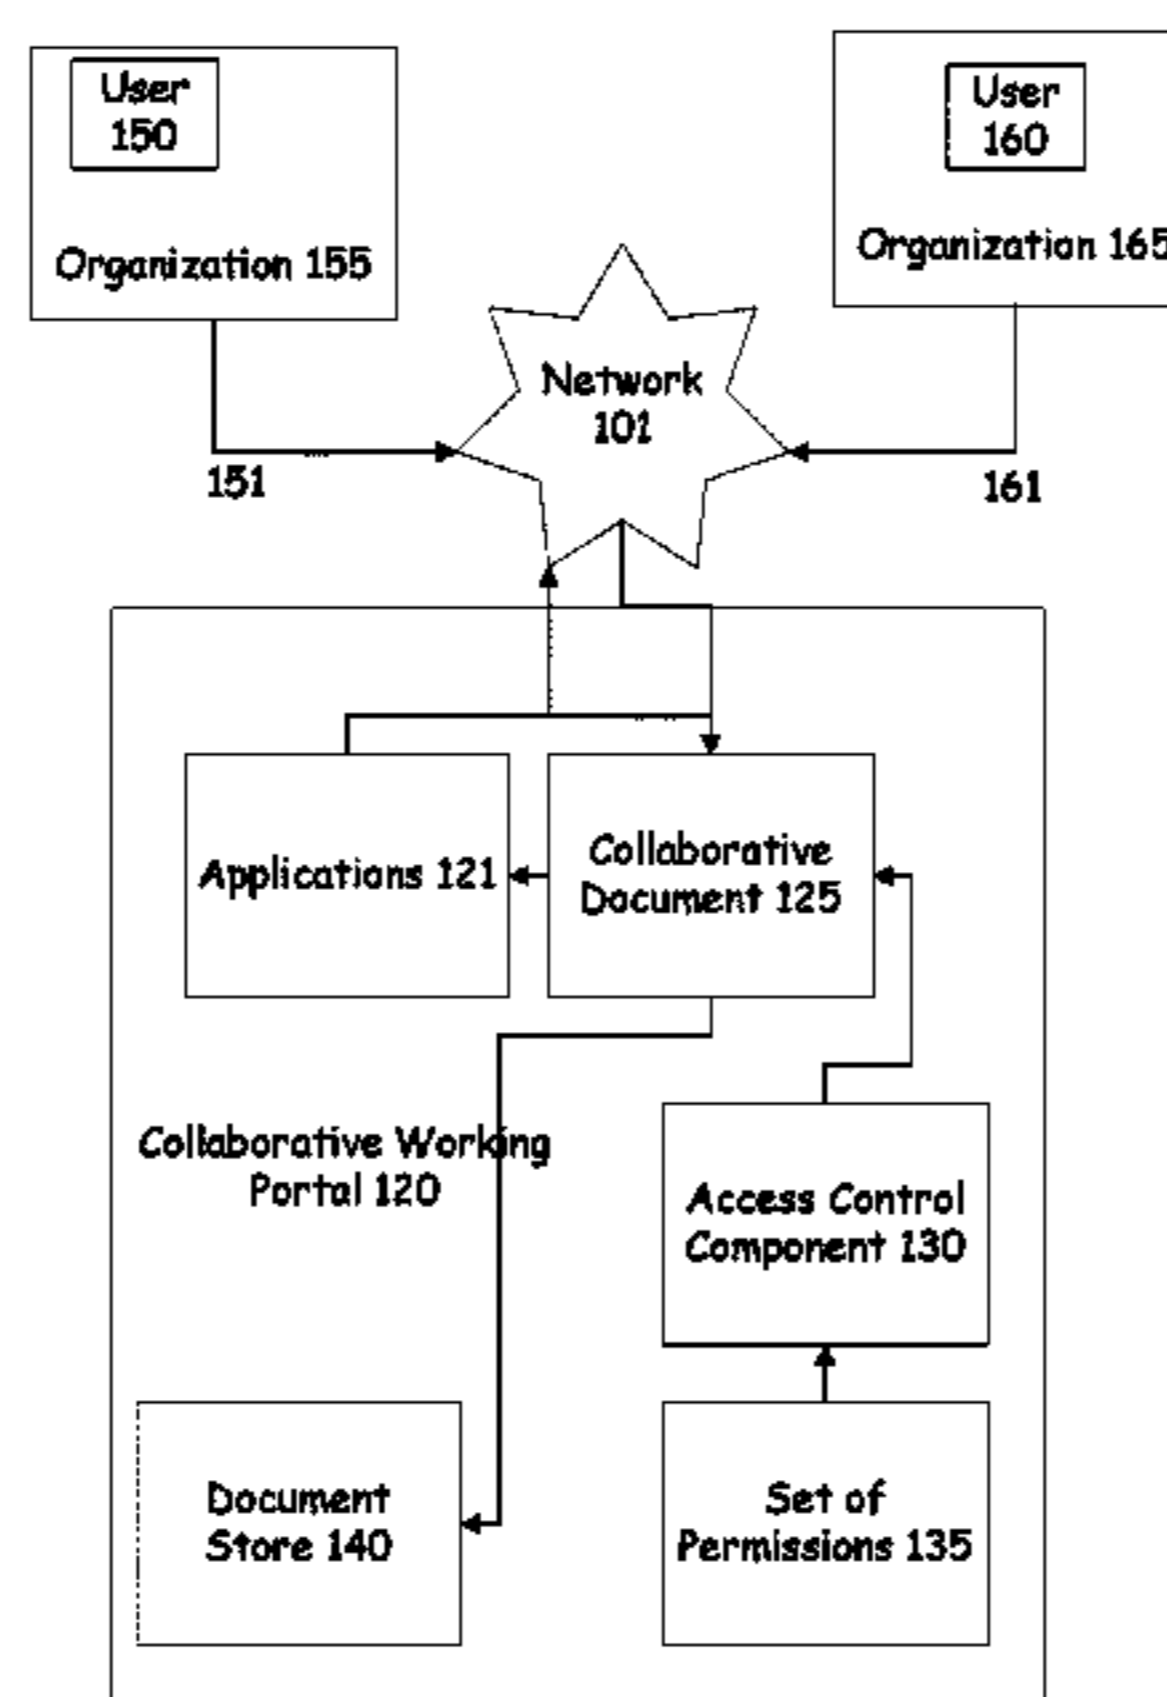 User
150
Organization 155
User
160
Organization 165
Network
101
151
161
Applications 121
Collaborative
Document 125
Collaborative Working
Portal 120
Access Control
Component 130
Document
Store 140
Set of
Permissions 135